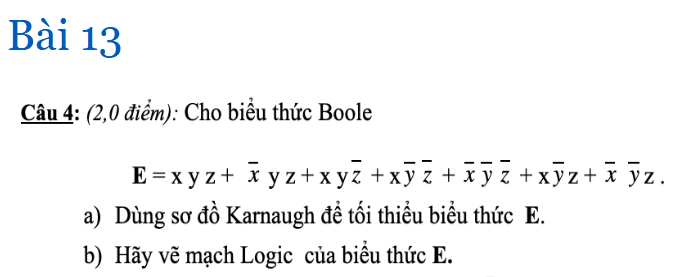 Bài 13
Câu 4: (2,0 điểm): Cho biểu thức Boole
E = x y z + x̅ y z + x y z̅ + x y̅ z̅ + x̅ y̅ z̅ + x y̅ z + x̅ y̅ z .
a) Dùng sơ đồ Karnaugh để tối thiểu biểu thức E.
b) Hãy vẽ mạch Logic của biểu thức E.